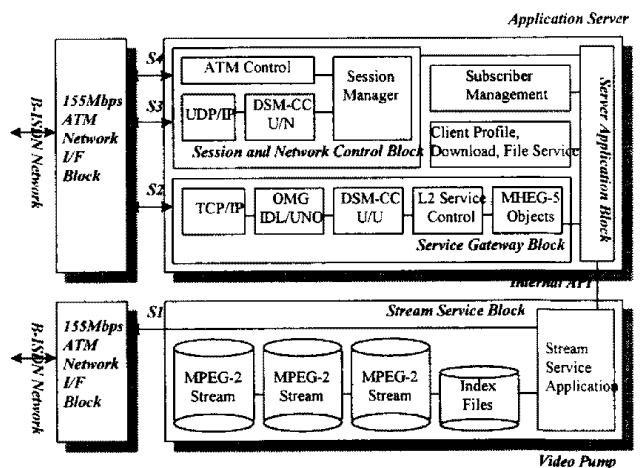 Application Server
B-ISDN Network
155Mbps
ATM
Network
I/F
Block
S4
S3
S2
ATM Control
UDP/IP
DSM-CC
U/N
Session
Manager
Session and Network Control Block
Subscriber
Management
Client Profile,
Download, File Service
Server Application Block
TCP/IP
OMG
IDL/UNO
DSM-CC
U/U
L2 Service
Control
MHEG-5
Objects
Service Gateway Block
Internal API
B-ISDN Network
155Mbps
ATM
Network
I/F
Block
S1
Stream Service Block
MPEG-2
Stream
MPEG-2
Stream
MPEG-2
Stream
Index
Files
Stream
Service
Application
Video Pump